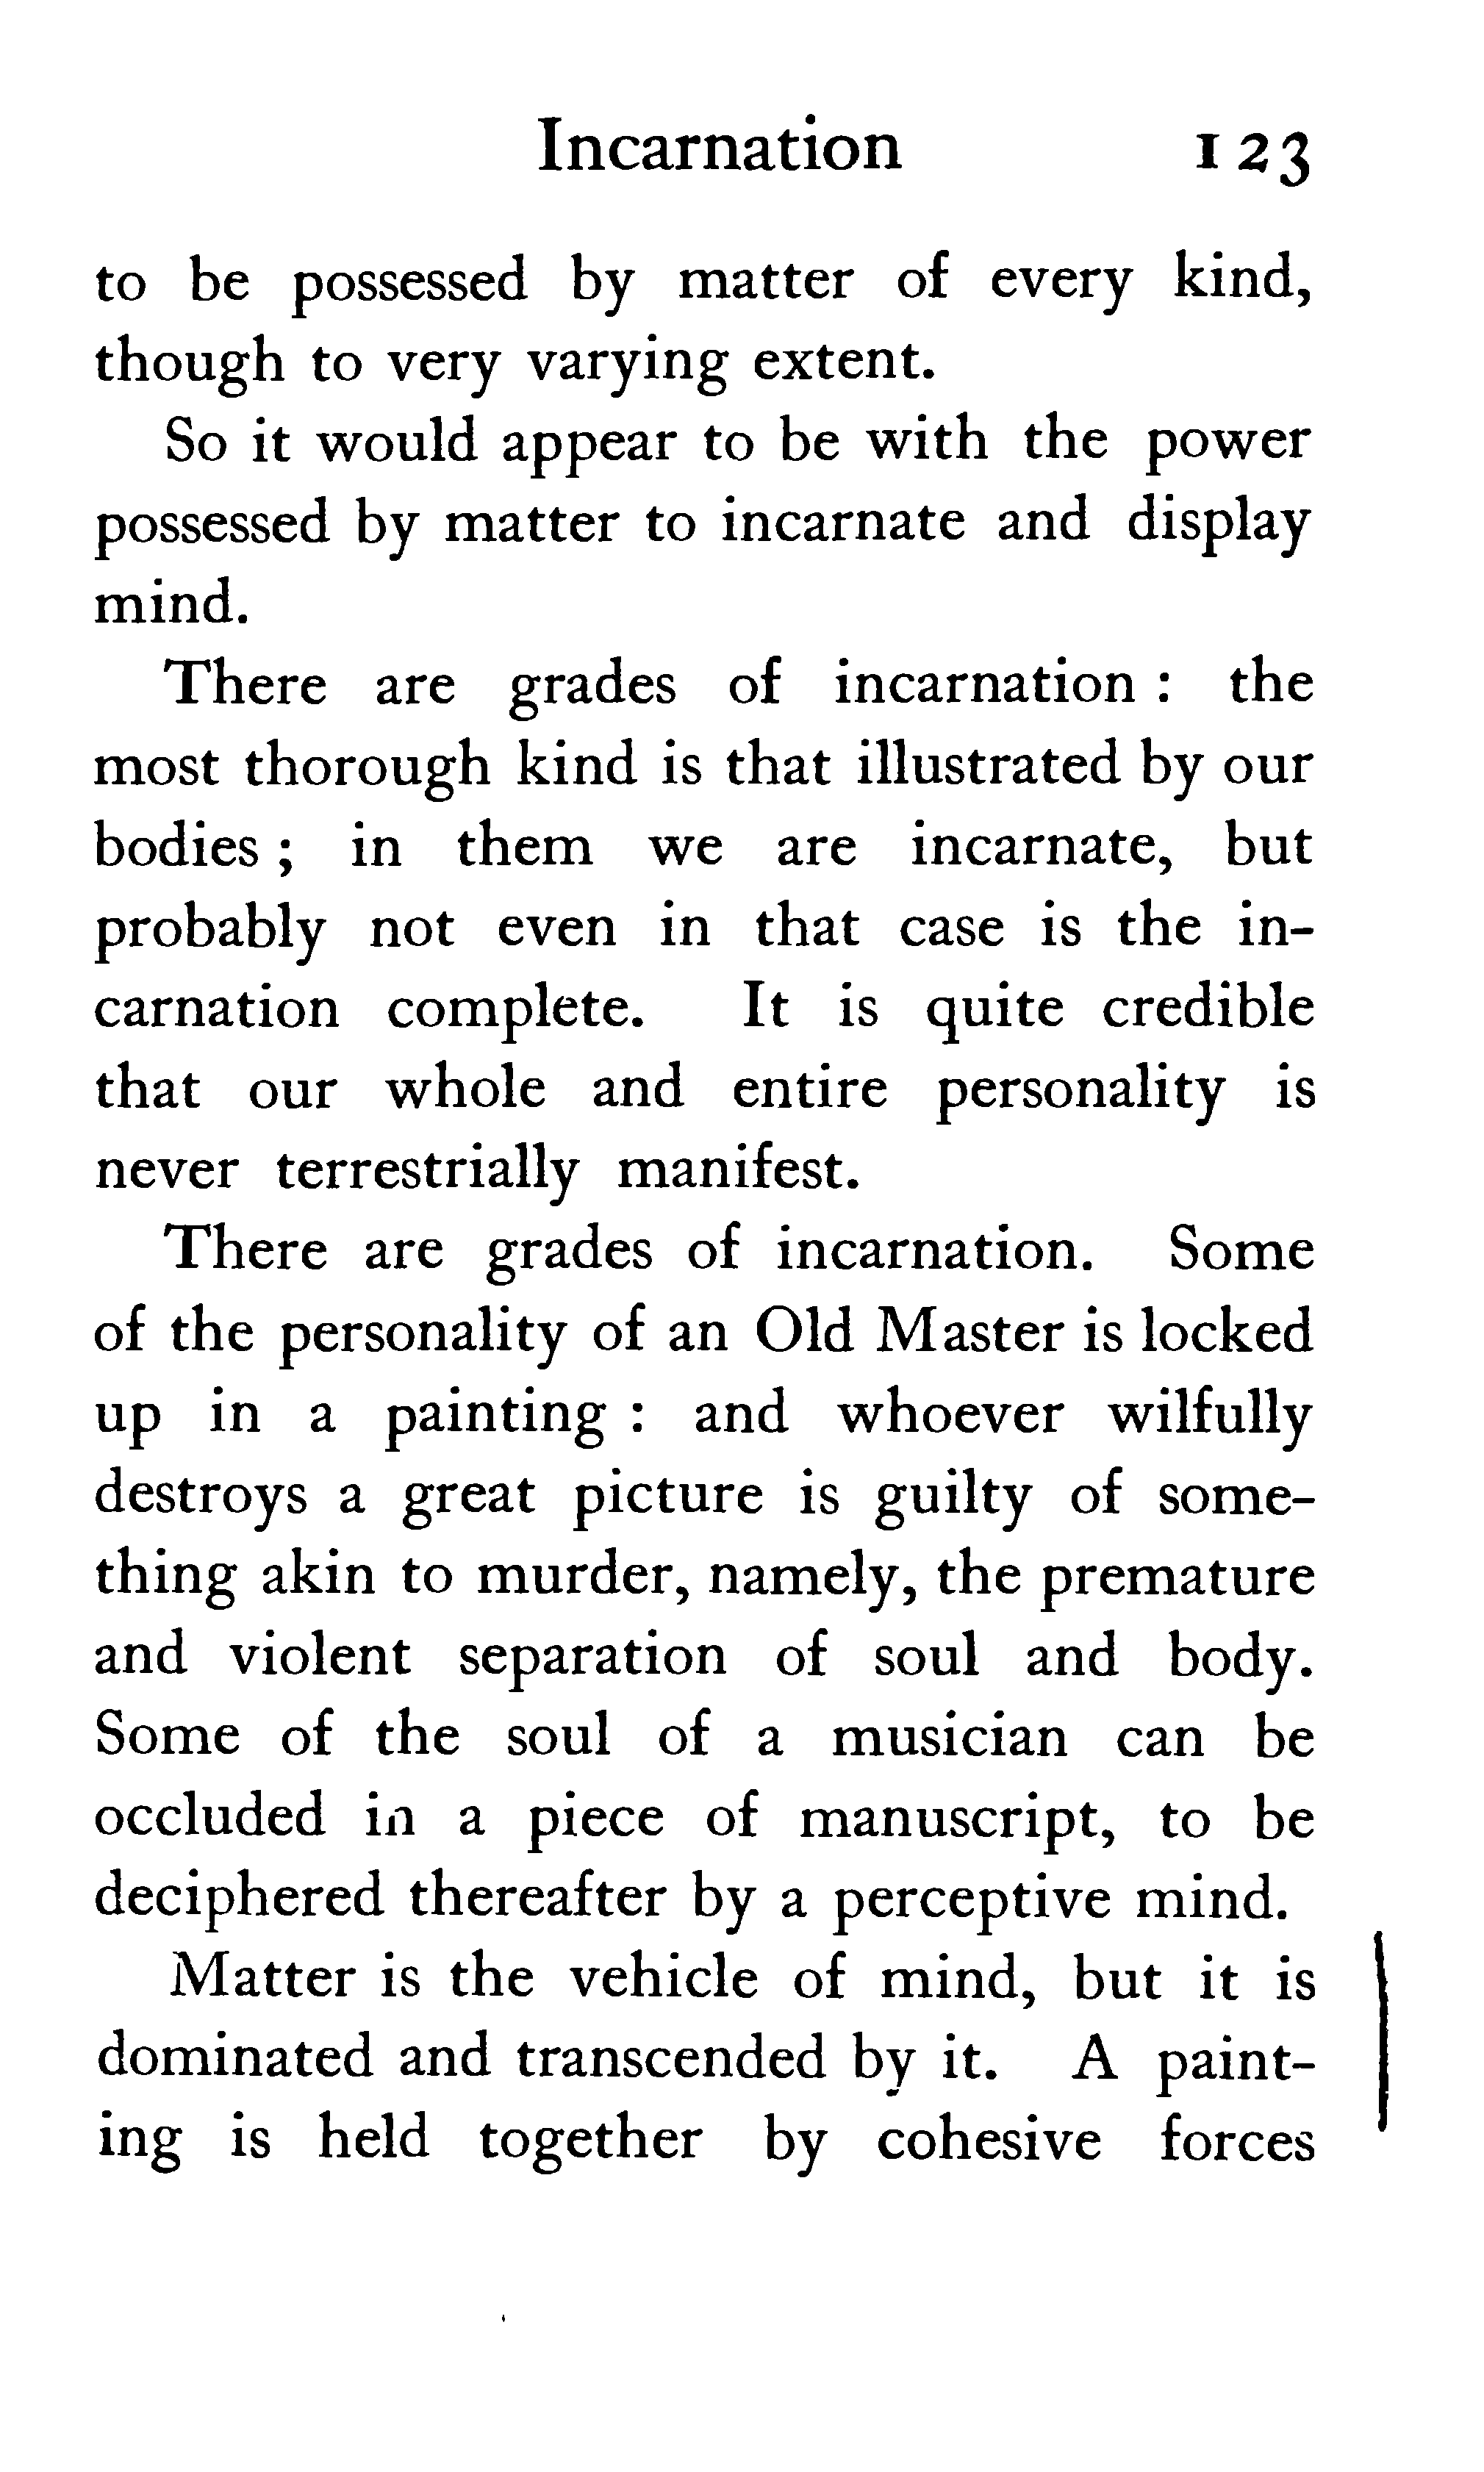 Incarnation 123
to be possessed by matter of every kind,
though to very varying extent.
So it would appear to be with the power
possessed by matter to incarnate and display
mind.
There are grades of incarnation : the
most thorough kind is that illustrated by our
bodies ; in them we are incarnate, but
probably not even in that case is the in-
carnation complete. It is quite credible
that our whole and entire personality is
never terrestrially manifest.
There are grades of incarnation. Some
of the personality of an Old Master is locked
up in a painting : and whoever wilfully
destroys a great picture is guilty of some-
thing akin to murder, namely, the premature
and violent separation of soul and body.
Some of the soul of a musician can be
occluded in a piece of manuscript, to be
deciphered thereafter by a perceptive mind.
Matter is the vehicle of mind, but it is
dominated and transcended by it. A paint-
ing is held together by cohesive forces